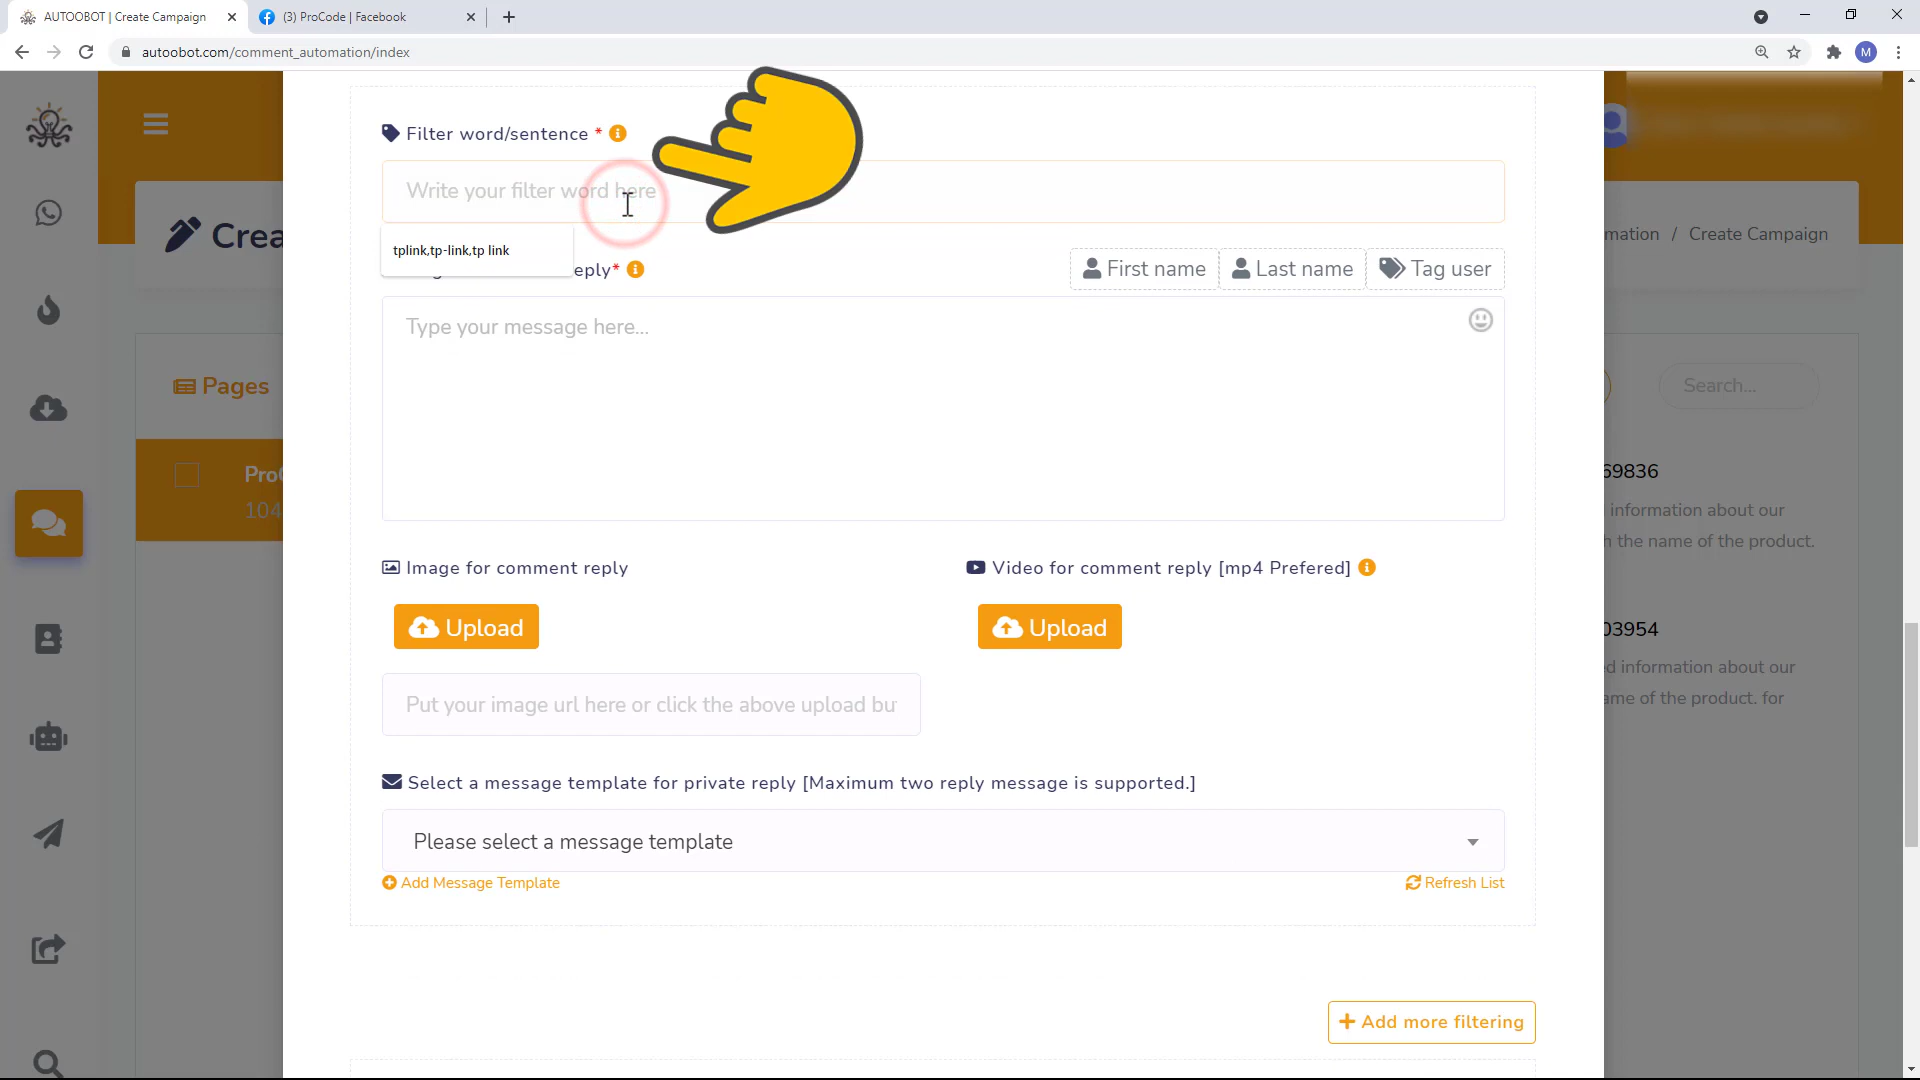 AUTOOBOT | Create Campaign
(3) ProCode | Facebook
autoobot.com/comment_automation/index
M
Filter word/sentence *
Write your filter word here
tplink,tp-link,tp link
eply*
First name
Last name
Tag user
Type your message here...
Crea
mation / Create Campaign
Pages
Search...
Pro
104
69836
information about our
h the name of the product.
03954
d information about our
ame of the product. for
Image for comment reply
Video for comment reply [mp4 Prefered]
Upload
Upload
Put your image url here or click the above upload bu
Select a message template for private reply [Maximum two reply message is supported.]
Please select a message template
Add Message Template
Refresh List
Add more filtering